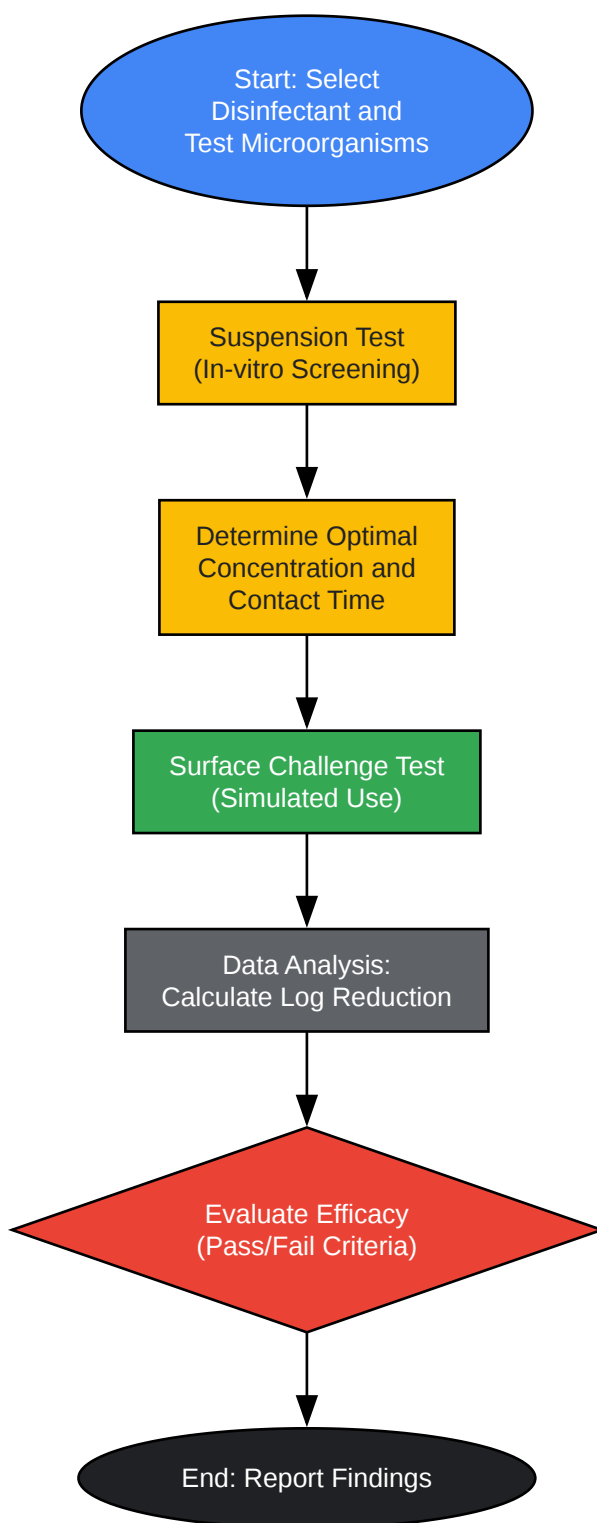 Start: Select
Disinfectant and
Test Microorganisms
Suspension Test
(In-vitro Screening)
Determine Optimal
Concentration and
Contact Time
Surface Challenge Test
(Simulated Use)
Data Analysis:
Calculate Log Reduction
Evaluate Efficacy
(Pass/Fail Criteria)
End: Report Findings